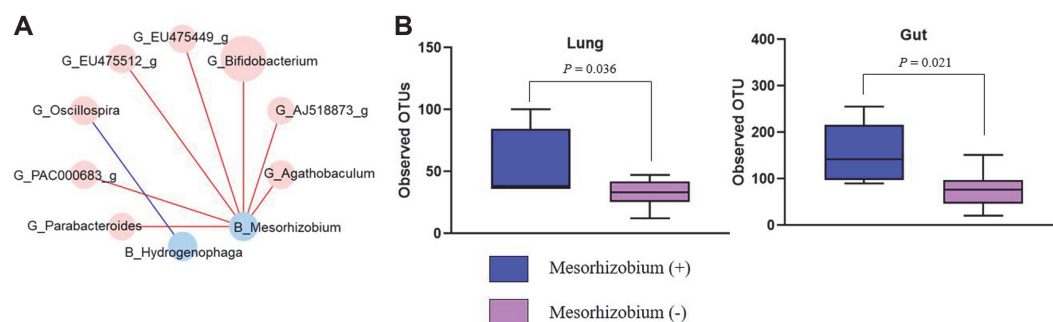 A
G_EU475449_g
G_EU475512_g
G_Bifidobacterium
G_Oscillospira
G_AJ518873_g
G_PAC000683_g
G_Agathobaculum
G_Parabacteroides
B_Mesorhizobium
B_Hydrogenophaga
B
Lung
P = 0.036
Observed OTUs
150
100
50
0
Gut
P = 0.021
Observed OTU
400
300
200
100
0
Mesorhizobium (+)
Mesorhizobium (-)